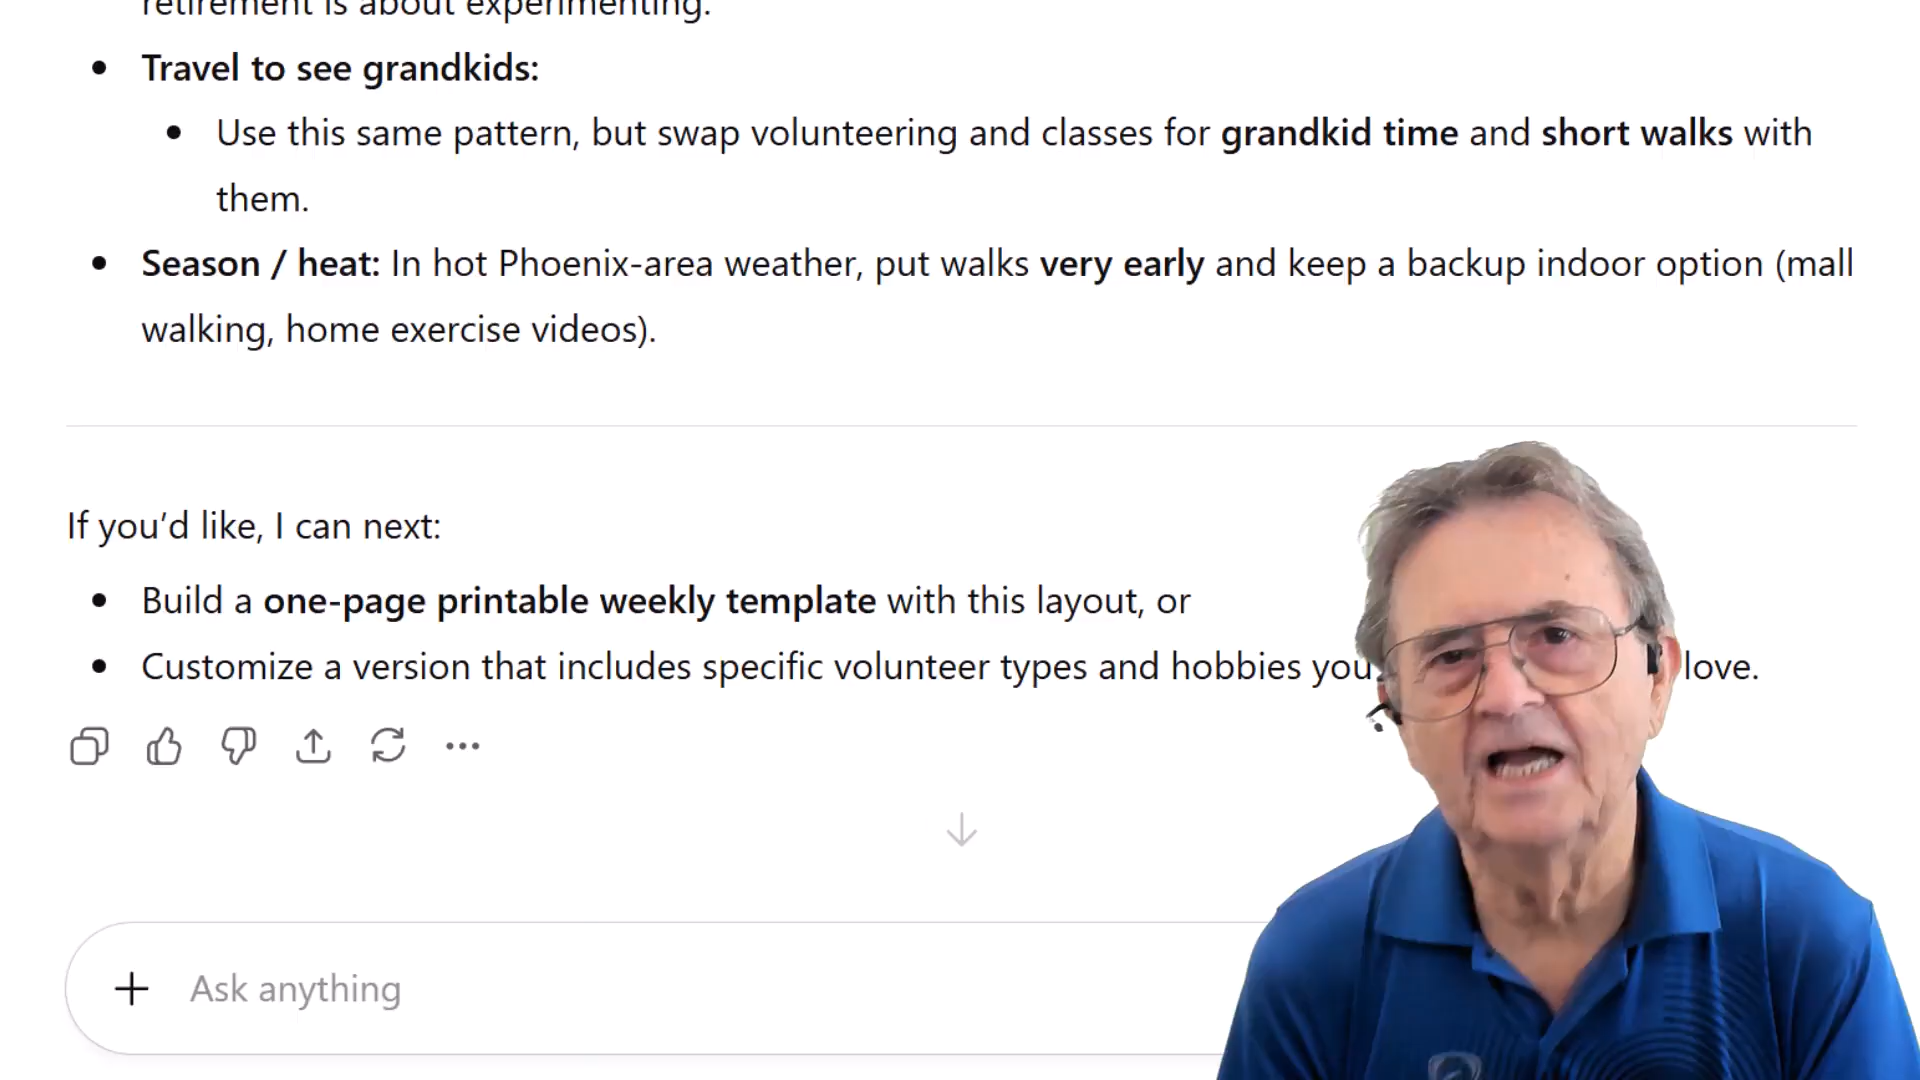 retirement is about experimenting.
Travel to see grandkids:
Use this same pattern, but swap volunteering and classes for grandkid time and short walks with
them.
Season / heat: In hot Phoenix-area weather, put walks very early and keep a backup indoor option (mall
walking, home exercise videos).
If you’d like, I can next:
Build a one-page printable weekly template with this layout, or
Customize a version that includes specific volunteer types and hobbies you love.
Ask anything